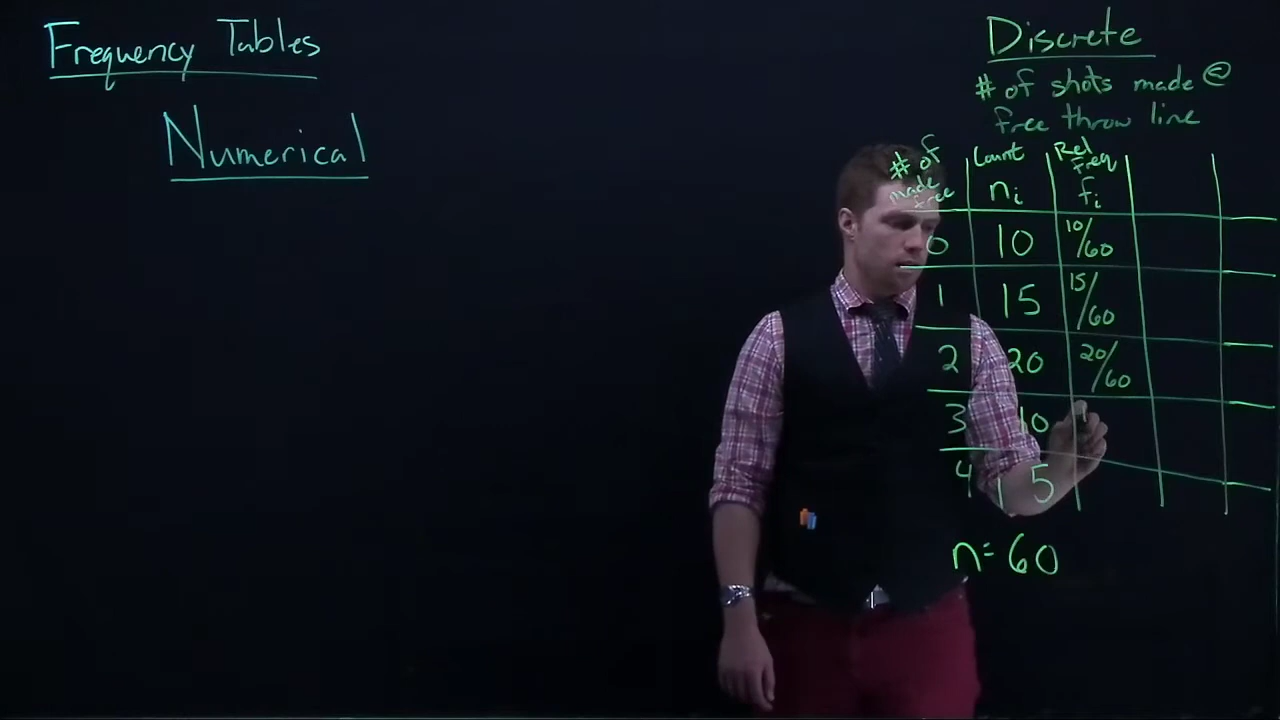 Frequency Tables
Numerical
Discrete
# of shots made @
free throw line
# of made free | Count ni | Rel freq fi
0 | 10 | 10/60
1 | 15 | 15/60
2 | 20 | 20/60
3 | 10
4 | 5
n=60